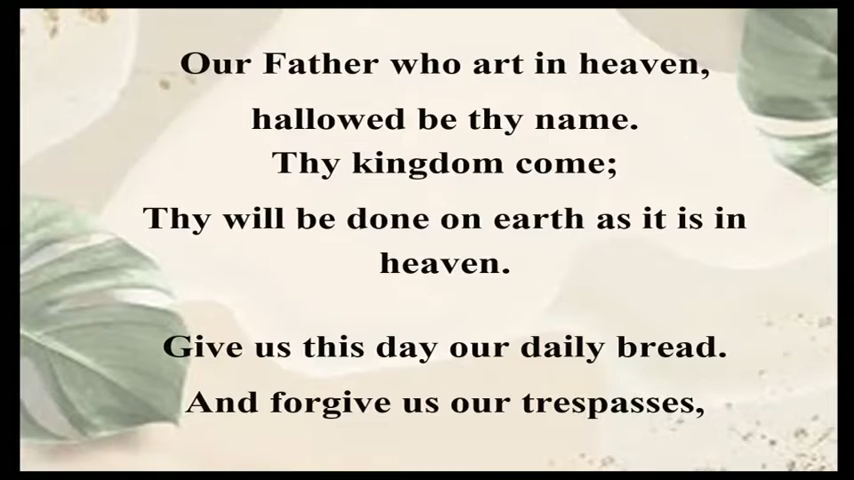 Our Father who art in heaven,
hallowed be thy name.
Thy kingdom come;
Thy will be done on earth as it is in
heaven.
Give us this day our daily bread.
And forgive us our trespasses,